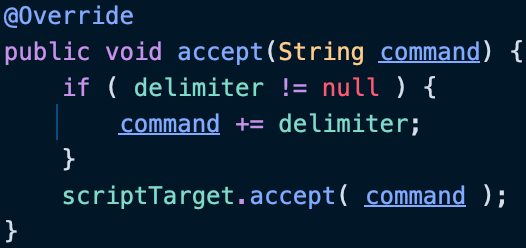 @Override
public void accept(String command) {
    if ( delimiter != null ) {
        command += delimiter;
    }
    scriptTarget.accept( command );
}